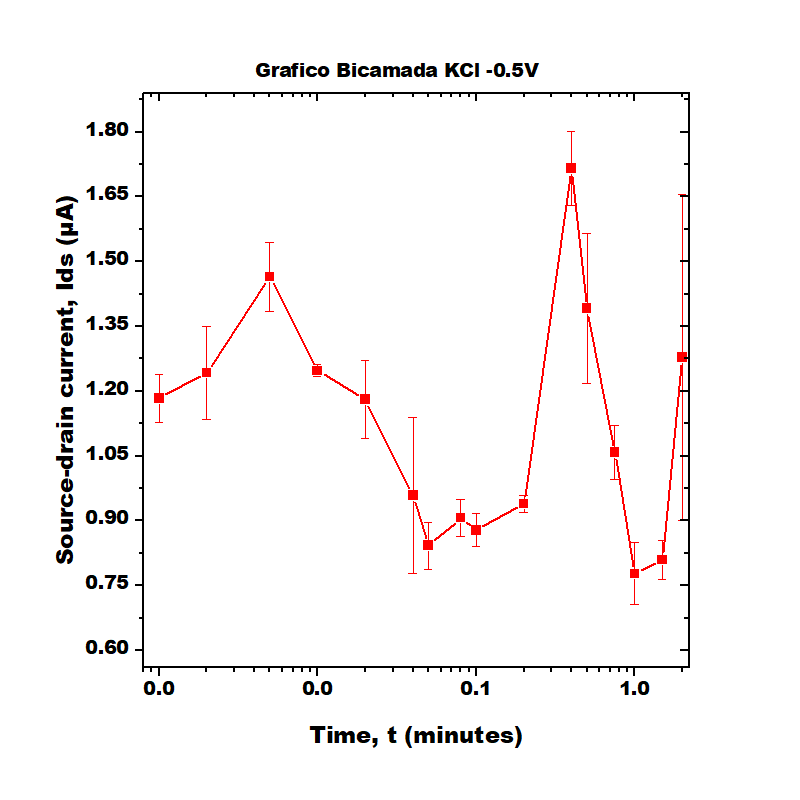 Grafico Bicamada KCl -0.5V
1.80
1.65
1.50
1.35
1.20
1.05
0.90
0.75
0.60
Source-drain current, Ids (µA)
0.0 0.0 0.1 1.0
Time, t (minutes)